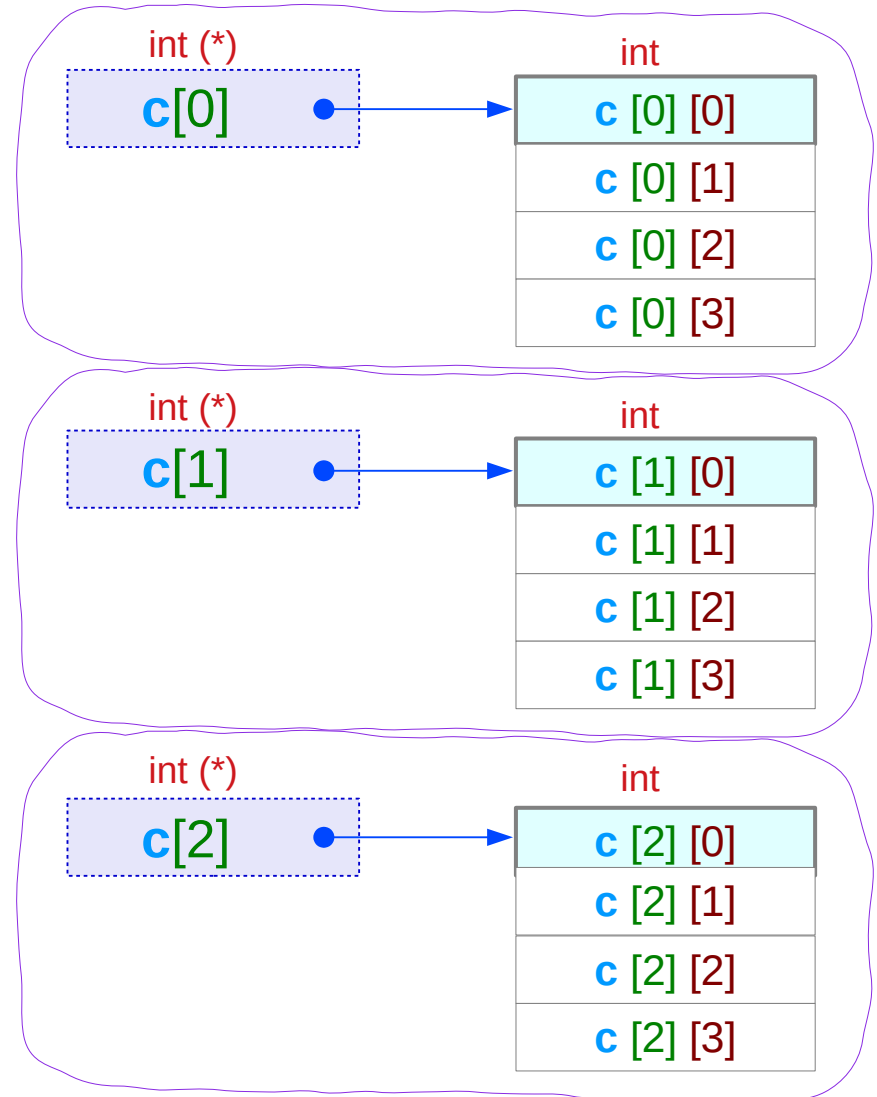 int (*) int
c[0] c [0] [0]
c [0] [1]
c [0] [2]
c [0] [3]
int (*) int
c[1] c [1] [0]
c [1] [1]
c [1] [2]
c [1] [3]
int (*) int
c[2] c [2] [0]
c [2] [1]
c [2] [2]
c [2] [3]